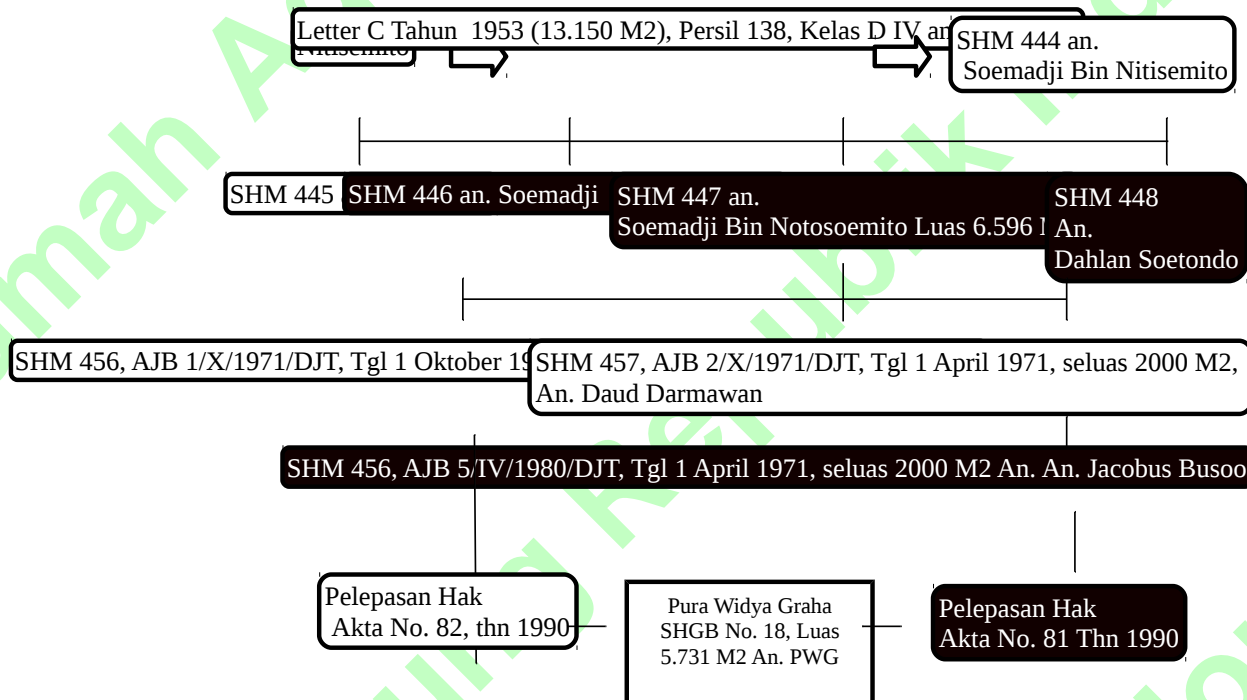 Letter C Tahun 1953 (13.150 M2), Persil 138, Kelas D IV an
Nitisemito
SHM 444 an.
Soemadji Bin Nitisemito
SHM 445
SHM 446 an. Soemadji
SHM 447 an.
Soemadji Bin Notosoemito Luas 6.596
SHM 448
An.
Dahlan Soetondo
SHM 456, AJB 1/X/1971/DJT, Tgl 1 Oktober
SHM 457, AJB 2/X/1971/DJT, Tgl 1 April 1971, seluas 2000 M2,
An. Daud Darmawan
SHM 456, AJB 5/IV/1980/DJT, Tgl 1 April 1971, seluas 2000 M2 An. An. Jacobus Busoo
Pelepasan Hak
Akta No. 82, thn 1990
Pura Widya Graha
SHGB No. 18, Luas
5.731 M2 An. PWG
Pelepasan Hak
Akta No. 81 Thn 1990